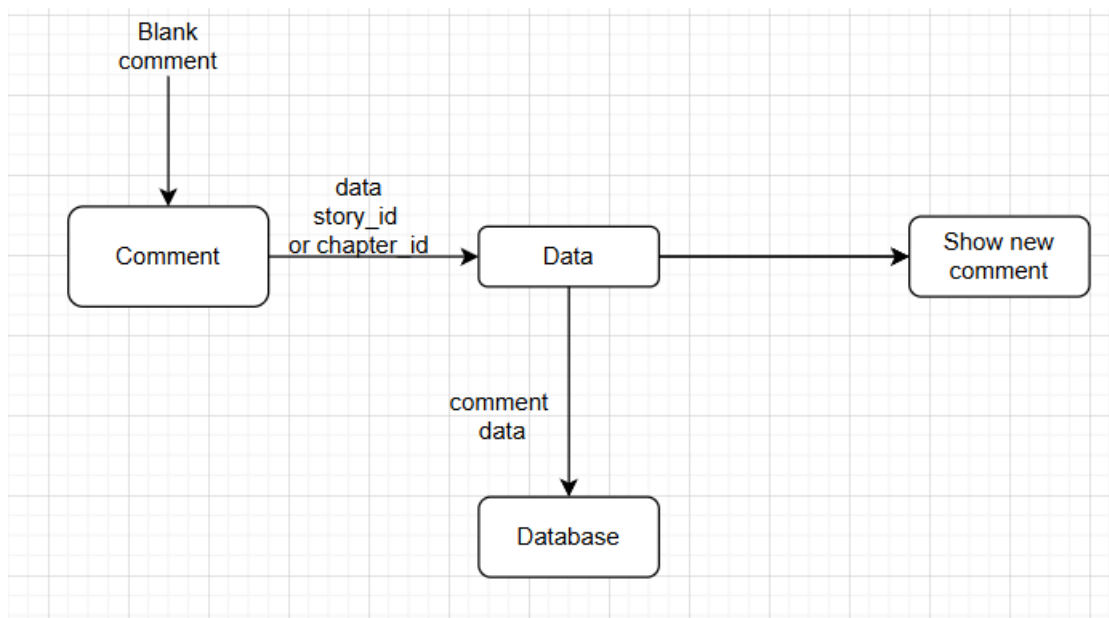 Blank
comment
data
story_id
or chapter_id
Comment
Data
Show new
comment
comment
data
Database